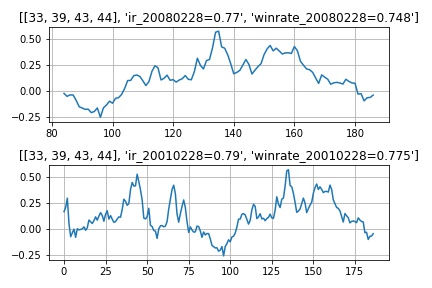 [[33, 39, 43, 44], 'ir_20080228=0.77', 'winrate_20080228=0.748']
0.50
0.25
0.00
−0.25
80 100 120 140 160 180
[[33, 39, 43, 44], 'ir_20010228=0.79', 'winrate_20010228=0.775']
0.50
0.25
0.00
−0.25
0 25 50 75 100 125 150 175